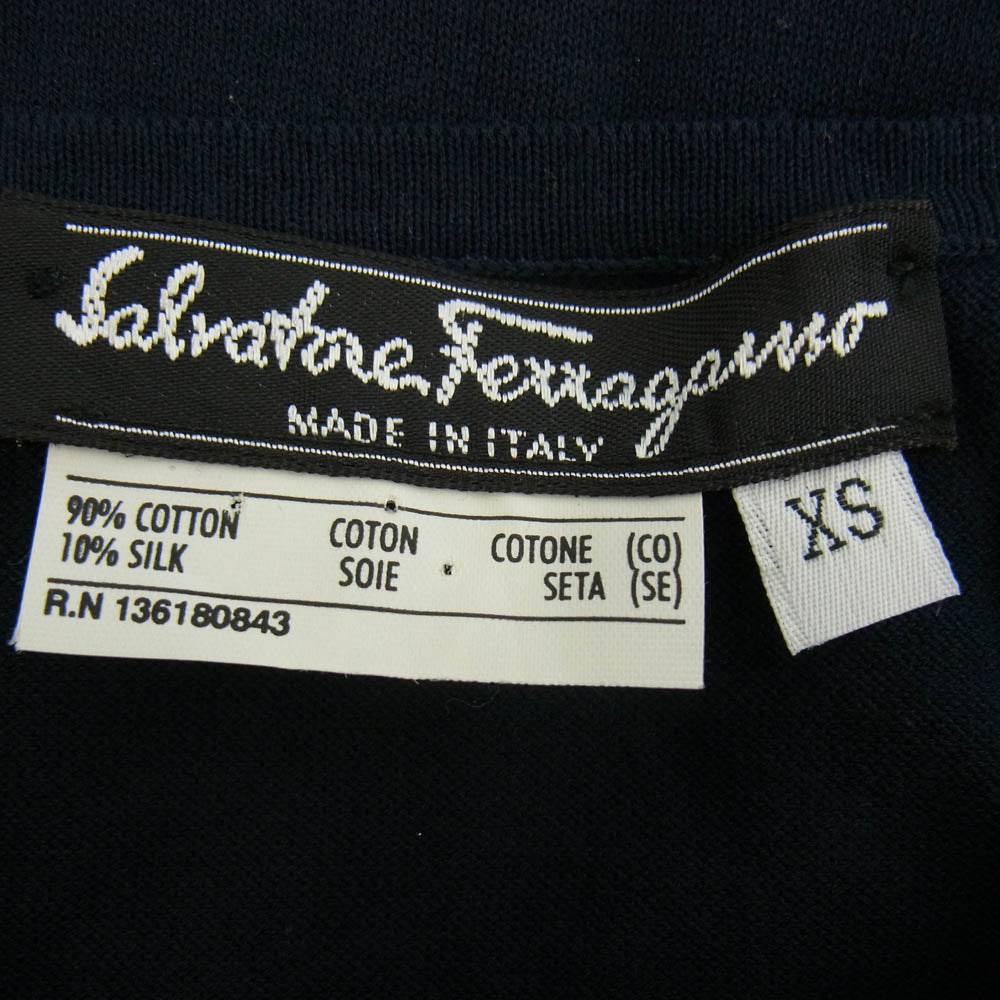 Salvatore Ferragamo
MADE IN ITALY
XS
90% COTTON COTON COTONE (CO)
10% SILK SOIE SETA (SE)
R.N 136180843